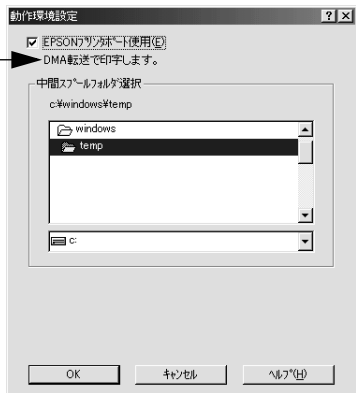 動作環境設定
EPSONﾌﾟﾘﾝﾀﾎﾟｰﾄ使用(E)
DMA転送で印字します。
中間ｽﾌﾟｰﾙﾌｫﾙﾀﾞ選択
c:¥windows¥temp
windows
temp
c:
OK
ｷｬﾝｾﾙ
ﾍﾙﾌﾟ(H)